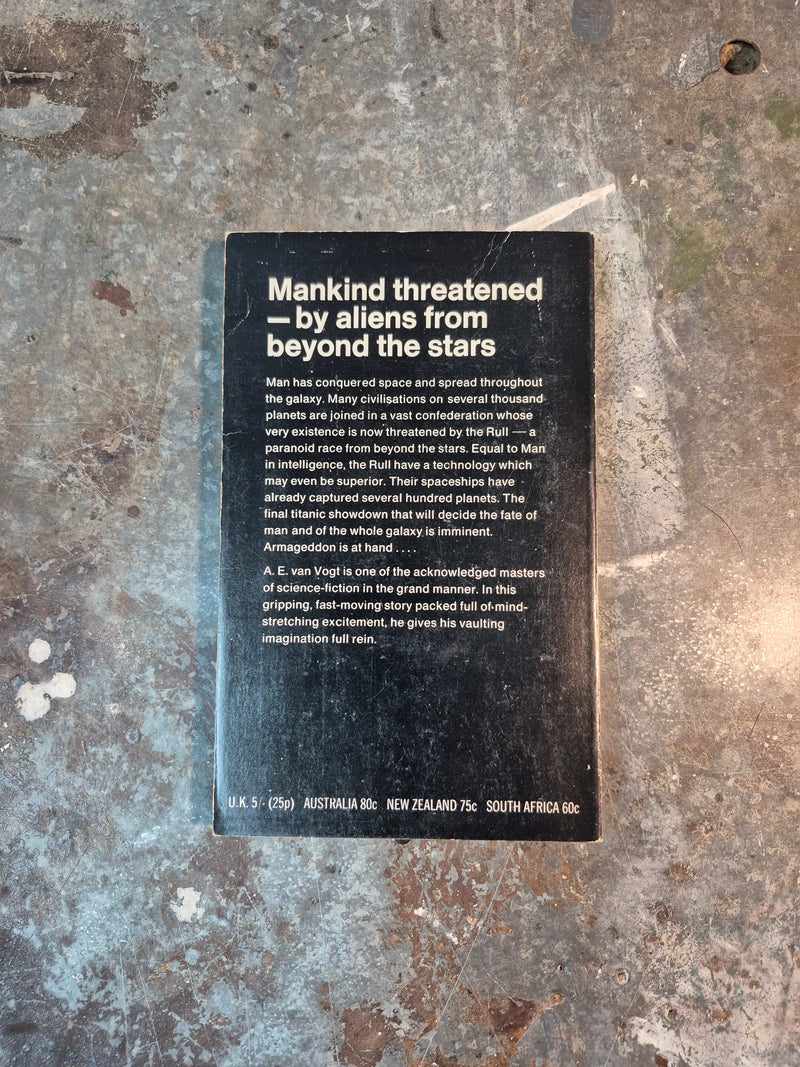 Mankind threatened
— by aliens from
beyond the stars
Man has conquered space and spread throughout
the galaxy. Many civilisations on several thousand
planets are joined in a vast confederation whose
very existence is now threatened by the Rull — a
paranoid race from beyond the stars. Equal to Man
in intelligence, the Rull have a technology which
may even be superior. Their spaceships have
already captured several hundred planets. The
final titanic showdown that will decide the fate of
man and of the whole galaxy is imminent.
Armageddon is at hand . . . .
A. E. van Vogt is one of the acknowledged masters
of science-fiction in the grand manner. In this
gripping, fast-moving story packed full of mind-
stretching excitement, he gives his vaulting
imagination full rein.
U.K. 5/- (25p) AUSTRALIA 80c NEW ZEALAND 75c SOUTH AFRICA 60c